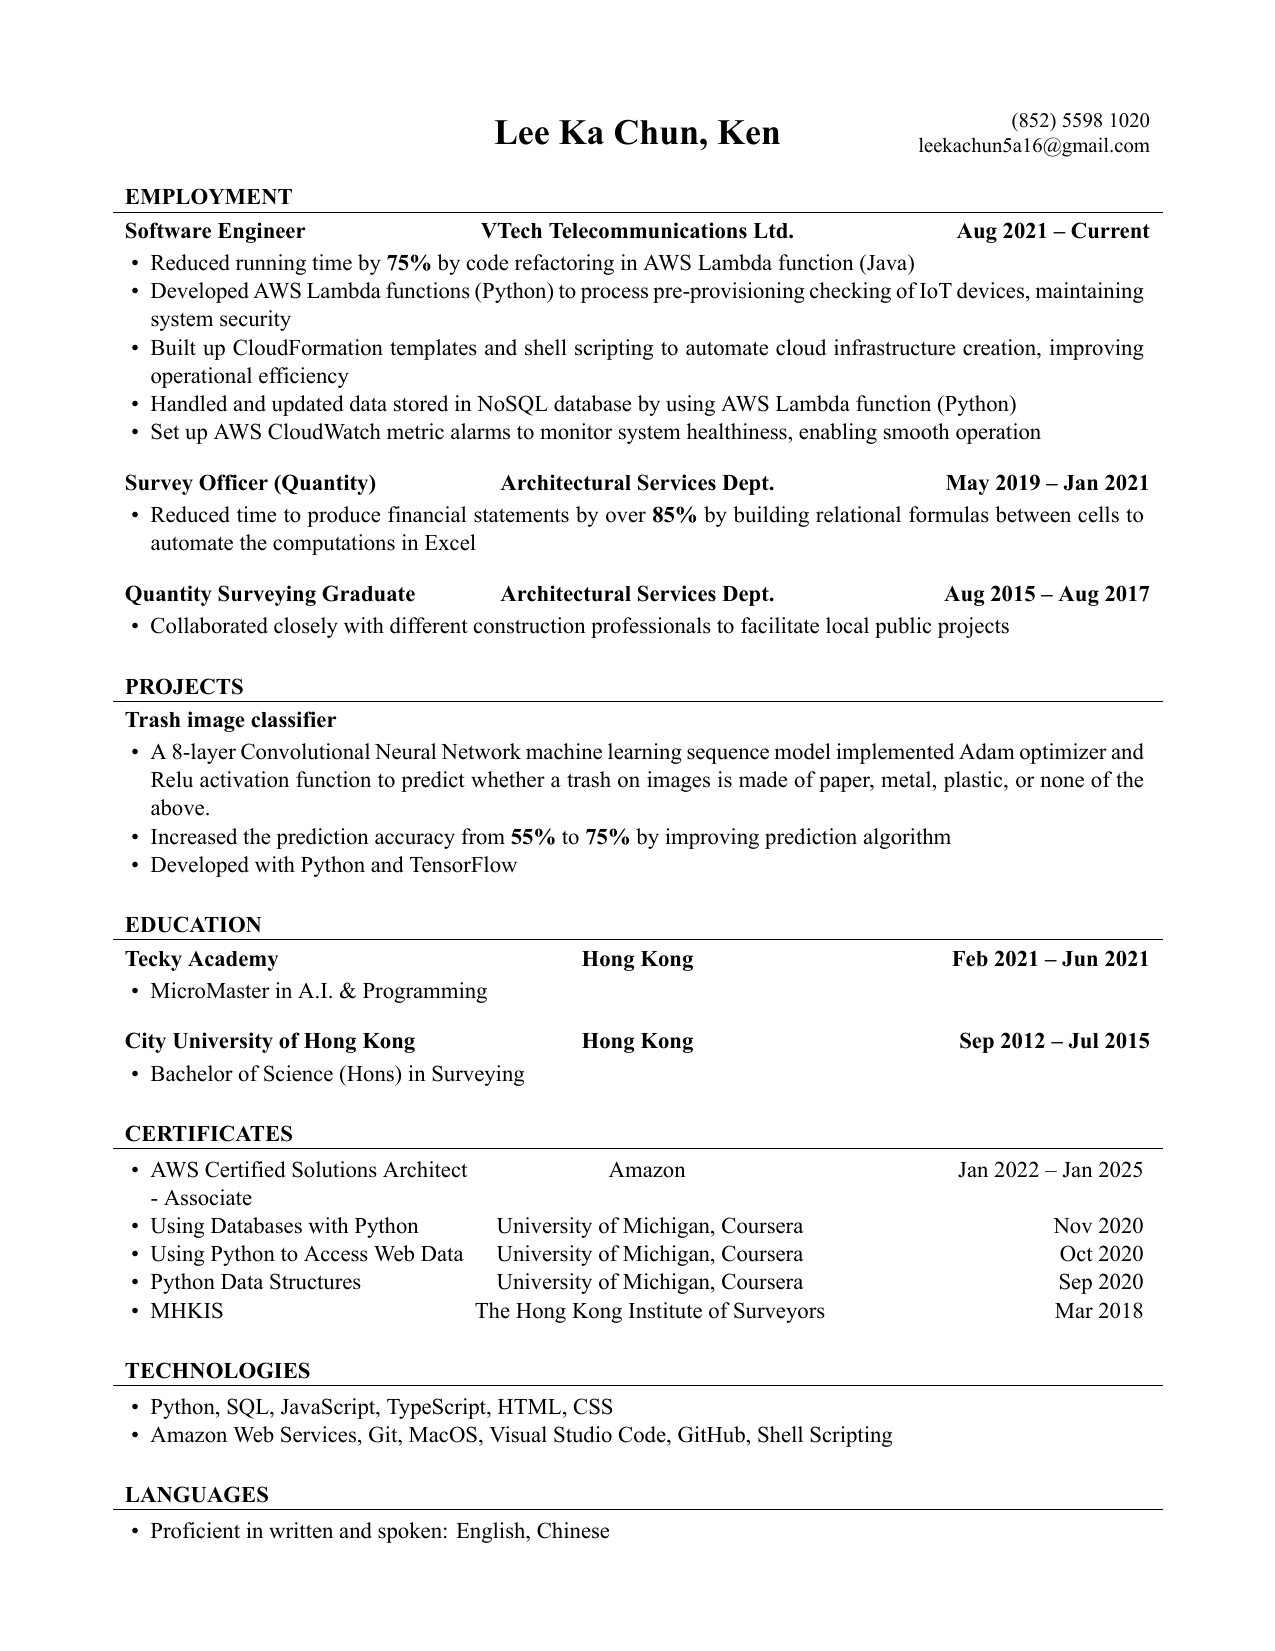 Lee Ka Chun, Ken
(852) 5598 1020
leekachun5a16@gmail.com
EMPLOYMENT
Software Engineer VTech Telecommunications Ltd. Aug 2021 – Current
• Reduced running time by 75% by code refactoring in AWS Lambda function (Java)
• Developed AWS Lambda functions (Python) to process pre-provisioning checking of IoT devices, maintaining
system security
• Built up CloudFormation templates and shell scripting to automate cloud infrastructure creation, improving
operational efficiency
• Handled and updated data stored in NoSQL database by using AWS Lambda function (Python)
• Set up AWS CloudWatch metric alarms to monitor system healthiness, enabling smooth operation
Survey Officer (Quantity) Architectural Services Dept. May 2019 – Jan 2021
• Reduced time to produce financial statements by over 85% by building relational formulas between cells to
automate the computations in Excel
Quantity Surveying Graduate Architectural Services Dept. Aug 2015 – Aug 2017
• Collaborated closely with different construction professionals to facilitate local public projects
PROJECTS
Trash image classifier
• A 8-layer Convolutional Neural Network machine learning sequence model implemented Adam optimizer and
Relu activation function to predict whether a trash on images is made of paper, metal, plastic, or none of the
above.
• Increased the prediction accuracy from 55% to 75% by improving prediction algorithm
• Developed with Python and TensorFlow
EDUCATION
Tecky Academy Hong Kong Feb 2021 – Jun 2021
• MicroMaster in A.I. & Programming
City University of Hong Kong Hong Kong Sep 2012 – Jul 2015
• Bachelor of Science (Hons) in Surveying
CERTIFICATES
• AWS Certified Solutions Architect Amazon Jan 2022 – Jan 2025
- Associate
• Using Databases with Python University of Michigan, Coursera Nov 2020
• Using Python to Access Web Data University of Michigan, Coursera Oct 2020
• Python Data Structures University of Michigan, Coursera Sep 2020
• MHKIS The Hong Kong Institute of Surveyors Mar 2018
TECHNOLOGIES
• Python, SQL, JavaScript, TypeScript, HTML, CSS
• Amazon Web Services, Git, MacOS, Visual Studio Code, GitHub, Shell Scripting
LANGUAGES
• Proficient in written and spoken: English, Chinese